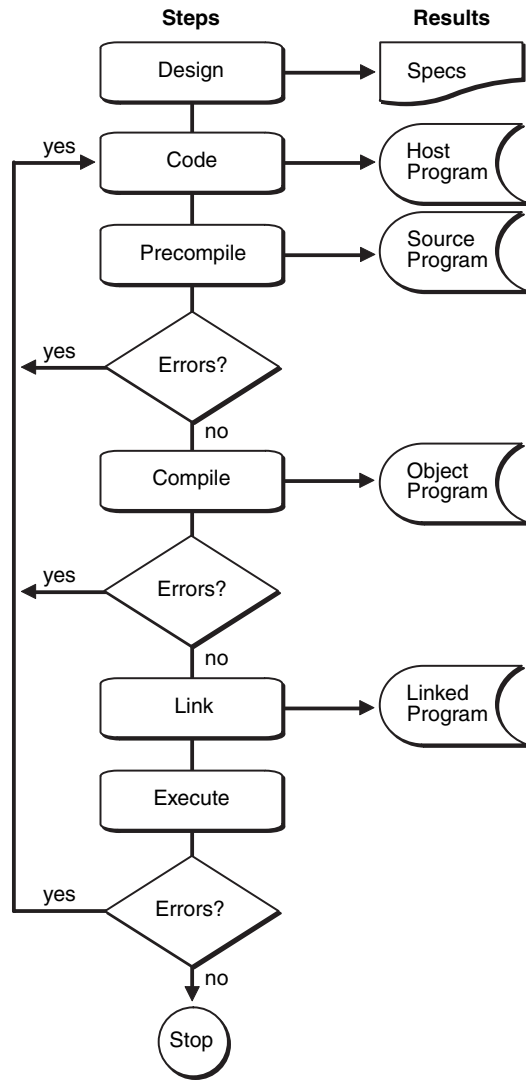 Steps
Results
Design
Specs
yes
Code
Host
Program
Precompile
Source
Program
yes
Errors?
no
Compile
Object
Program
yes
Errors?
no
Link
Linked
Program
Execute
yes
Errors?
no
Stop